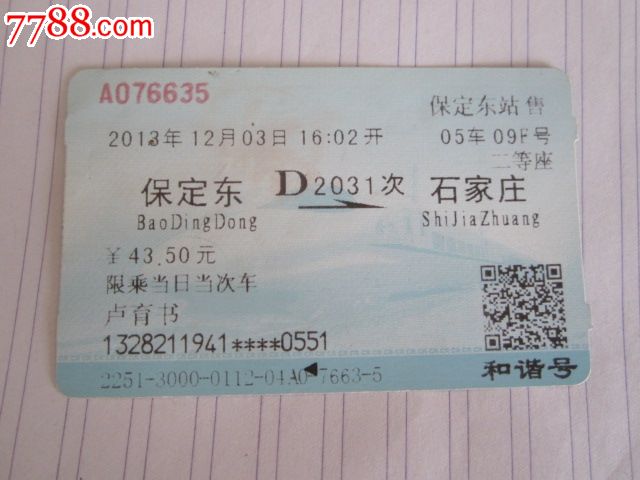 7788.com
A076635
保定东站售
2013年12月03日16:02开
05车09F号
二等座
保定东
D2031次
石家庄
BaoDingDong
ShiJiaZhuang
￥43.50元
限乘当日当次车
卢育书
1328211941****0551
2251-3000-0112-04A0-7663-5
和谐号